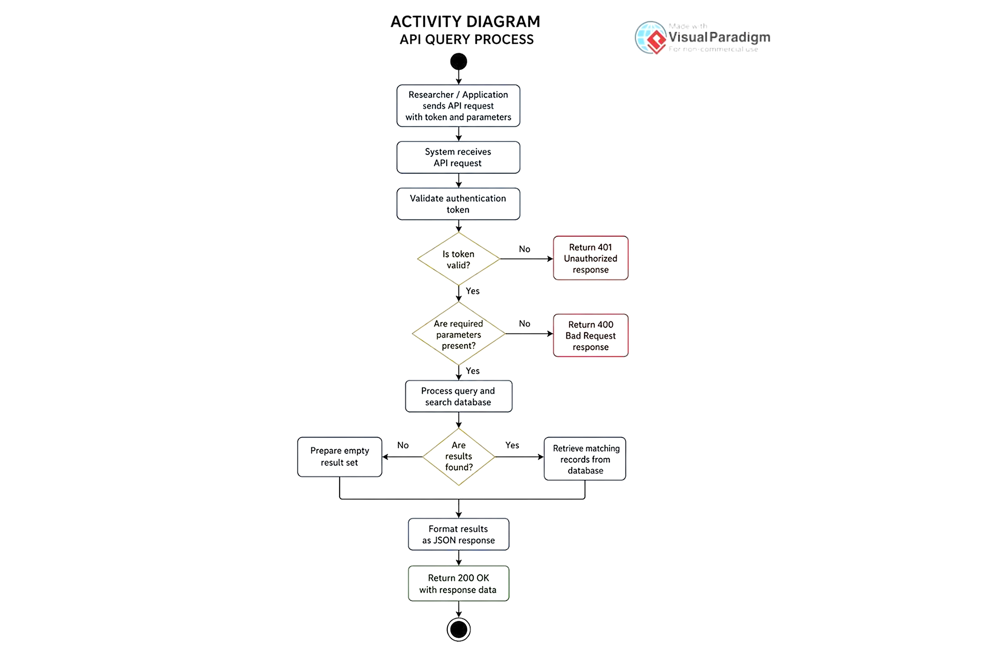 ACTIVITY DIAGRAM
API QUERY PROCESS
Made with
Visual Paradigm
For non-commercial use
Researcher / Application
sends API request
with token and parameters
System receives
API request
Validate authentication
token
Is token
valid?
No
Return 401
Unauthorized
response
Yes
Are required
parameters
present?
No
Return 400
Bad Request
response
Yes
Process query and
search database
Prepare empty
result set
No
Are
results
found?
Yes
Retrieve matching
records from
database
Format results
as JSON response
Return 200 OK
with response data